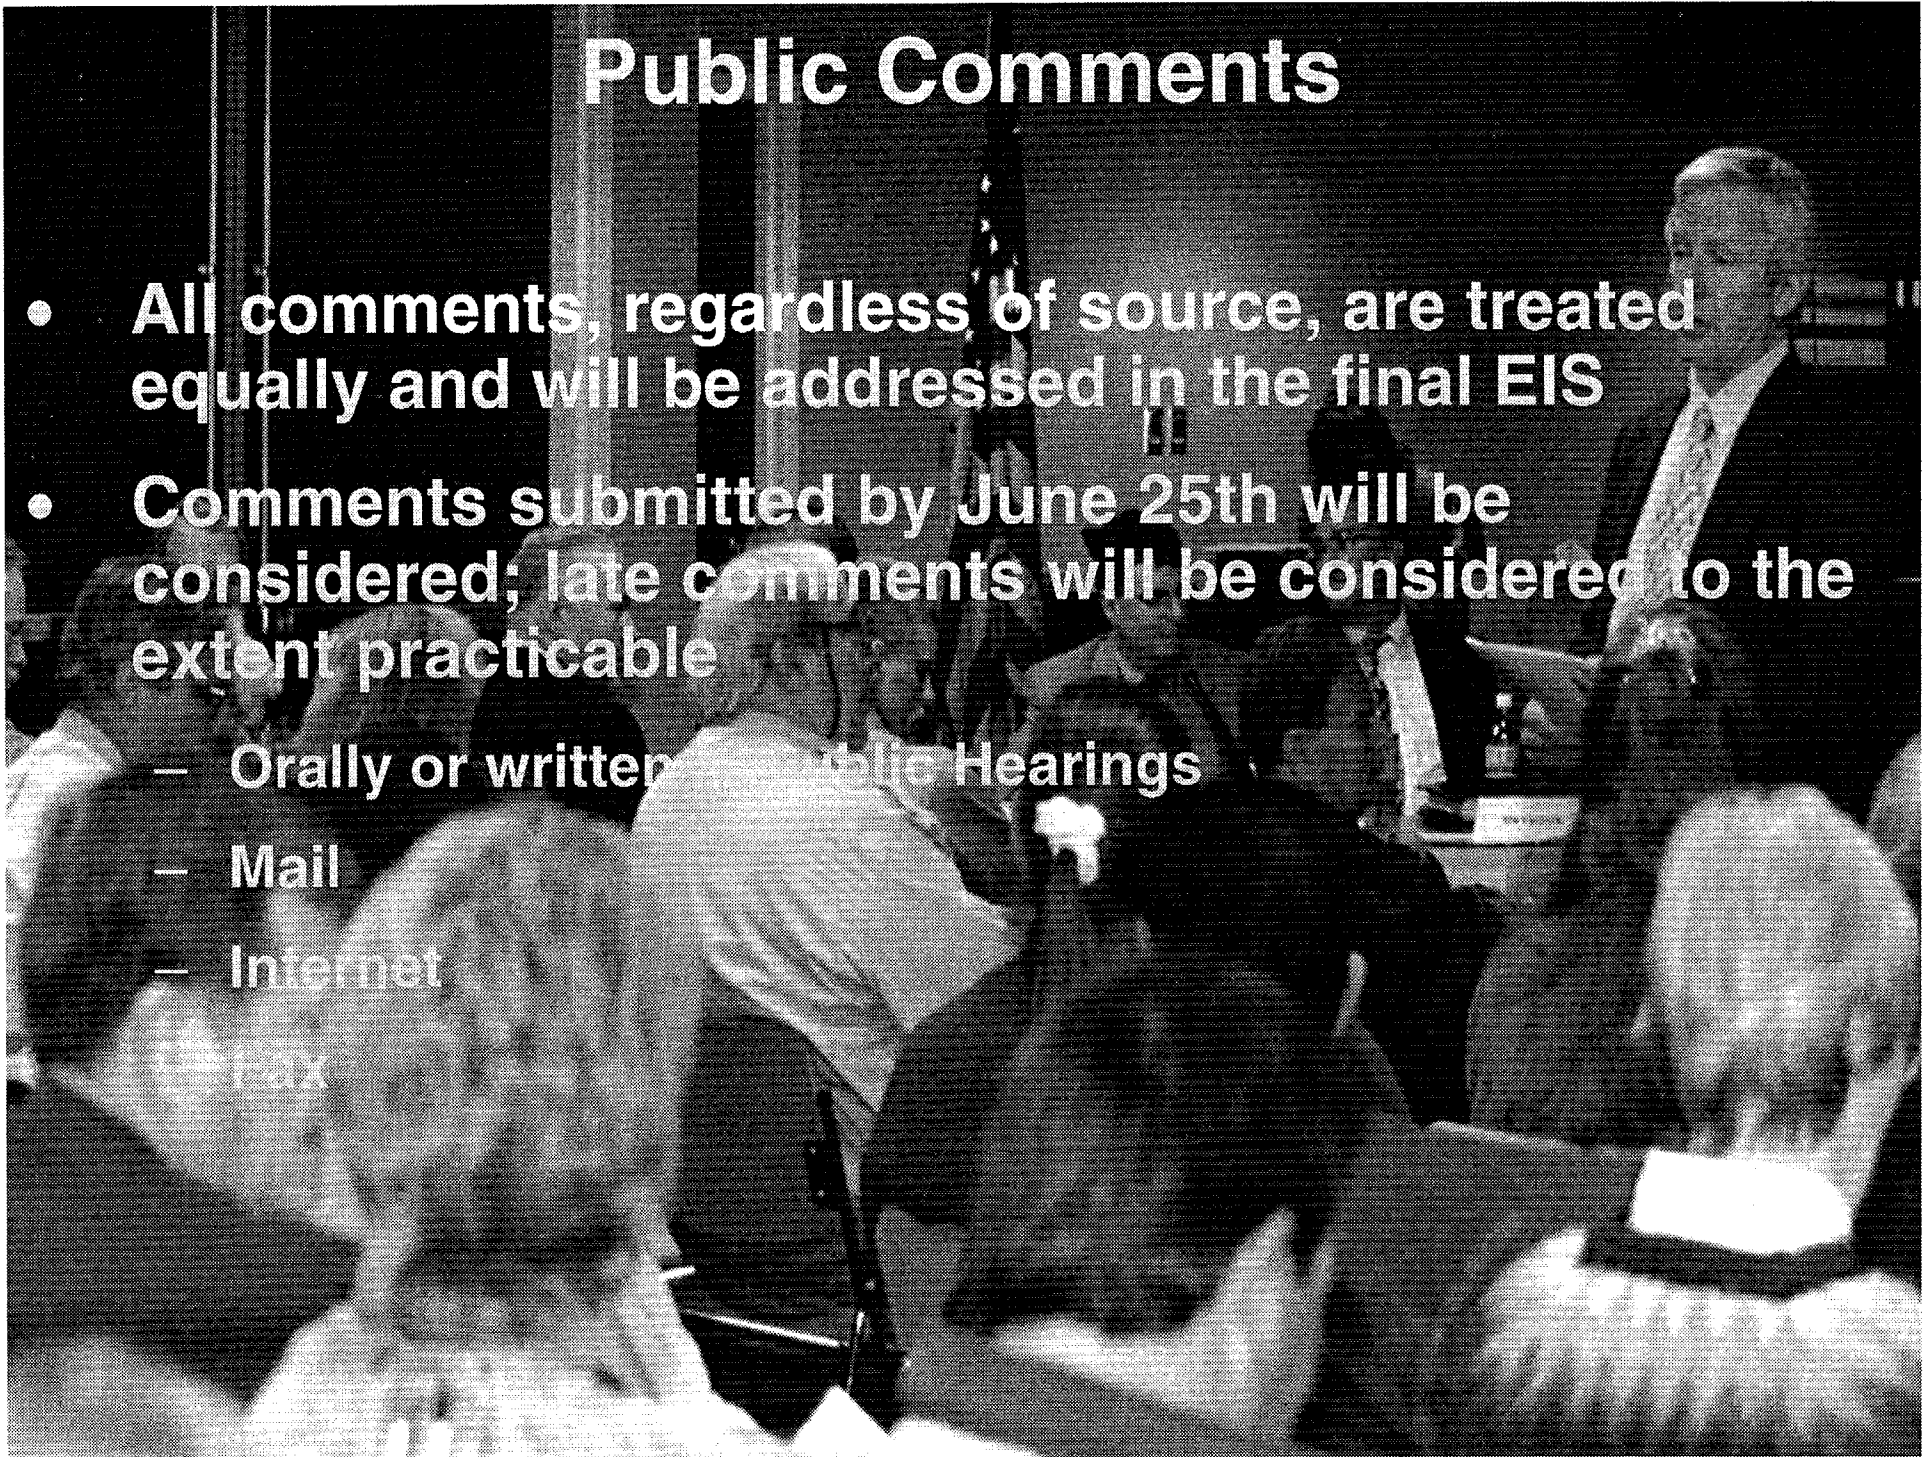 Public Comments
• All comments, regardless of source, are treated
equally and will be addressed in the final EIS
• Comments submitted by June 25th will be
considered; late comments will be considered to the
extent practicable
– Orally or written Public Hearings
– Mail
– Internet
– Fax